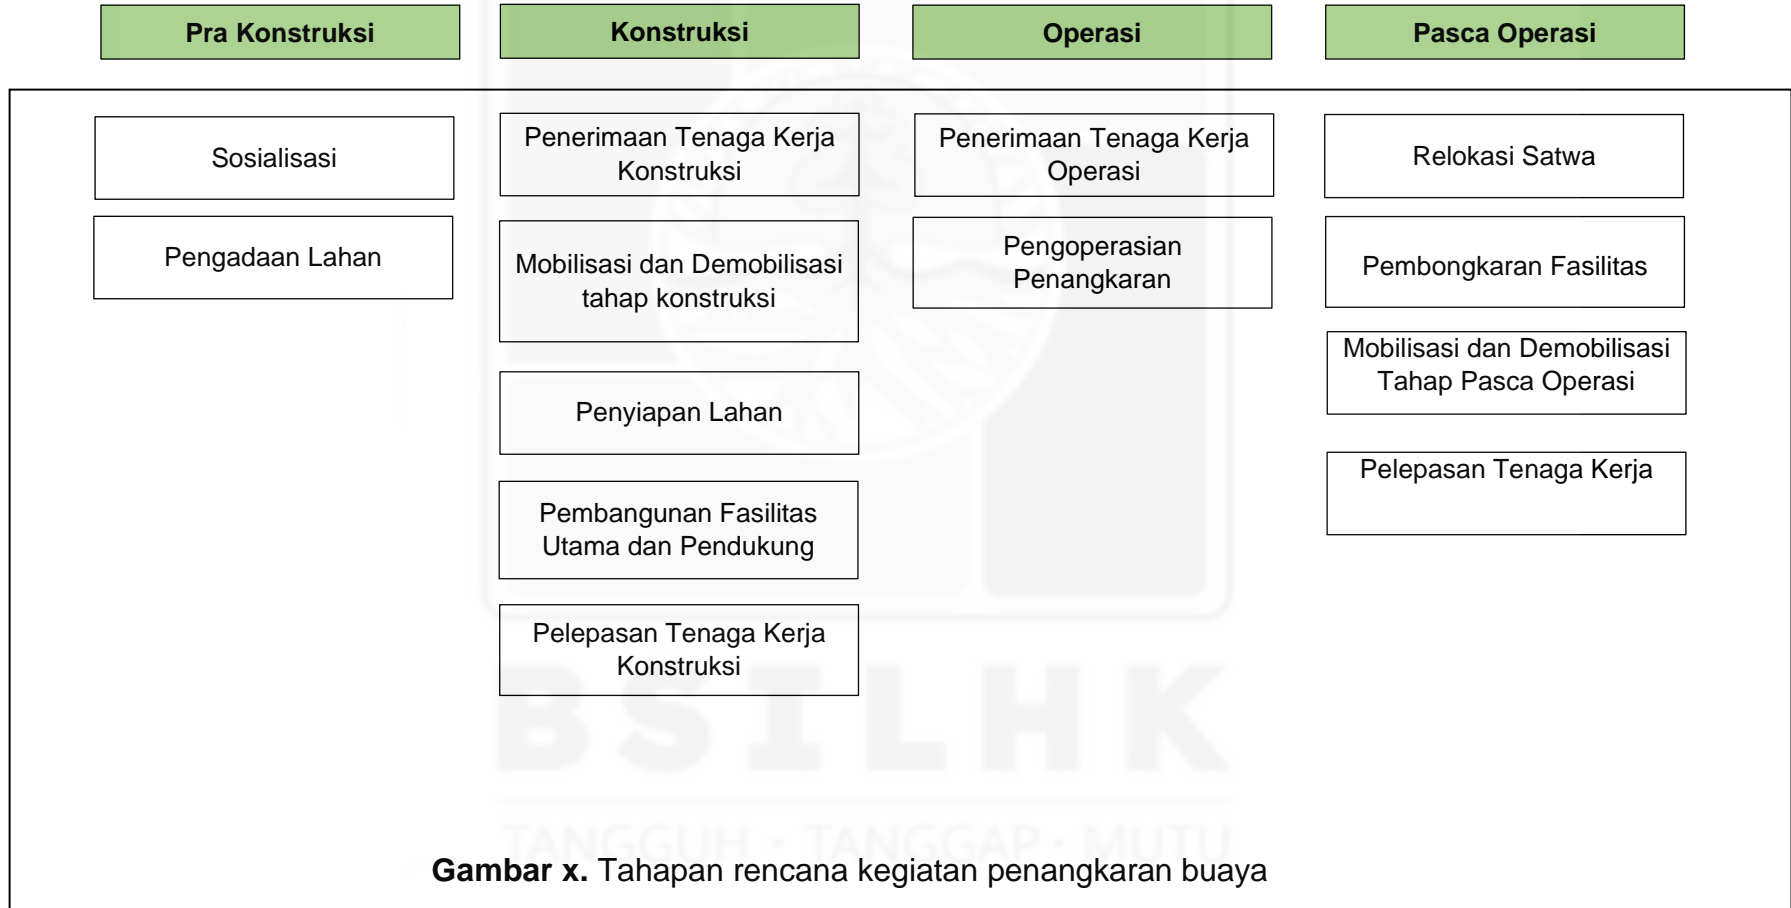 Pra Konstruksi
Konstruksi
Operasi
Pasca Operasi
Sosialisasi
Pengadaan Lahan
Penerimaan Tenaga Kerja
Konstruksi
Mobilisasi dan Demobilisasi
tahap konstruksi
Penyiapan Lahan
Pembangunan Fasilitas
Utama dan Pendukung
Pelepasan Tenaga Kerja
Konstruksi
Penerimaan Tenaga Kerja
Operasi
Pengoperasian
Penangkaran
Relokasi Satwa
Pembongkaran Fasilitas
Mobilisasi dan Demobilisasi
Tahap Pasca Operasi
Pelepasan Tenaga Kerja
BSILHK
TANGGUH • TANGGAP • MUTU
Gambar x. Tahapan rencana kegiatan penangkaran buaya